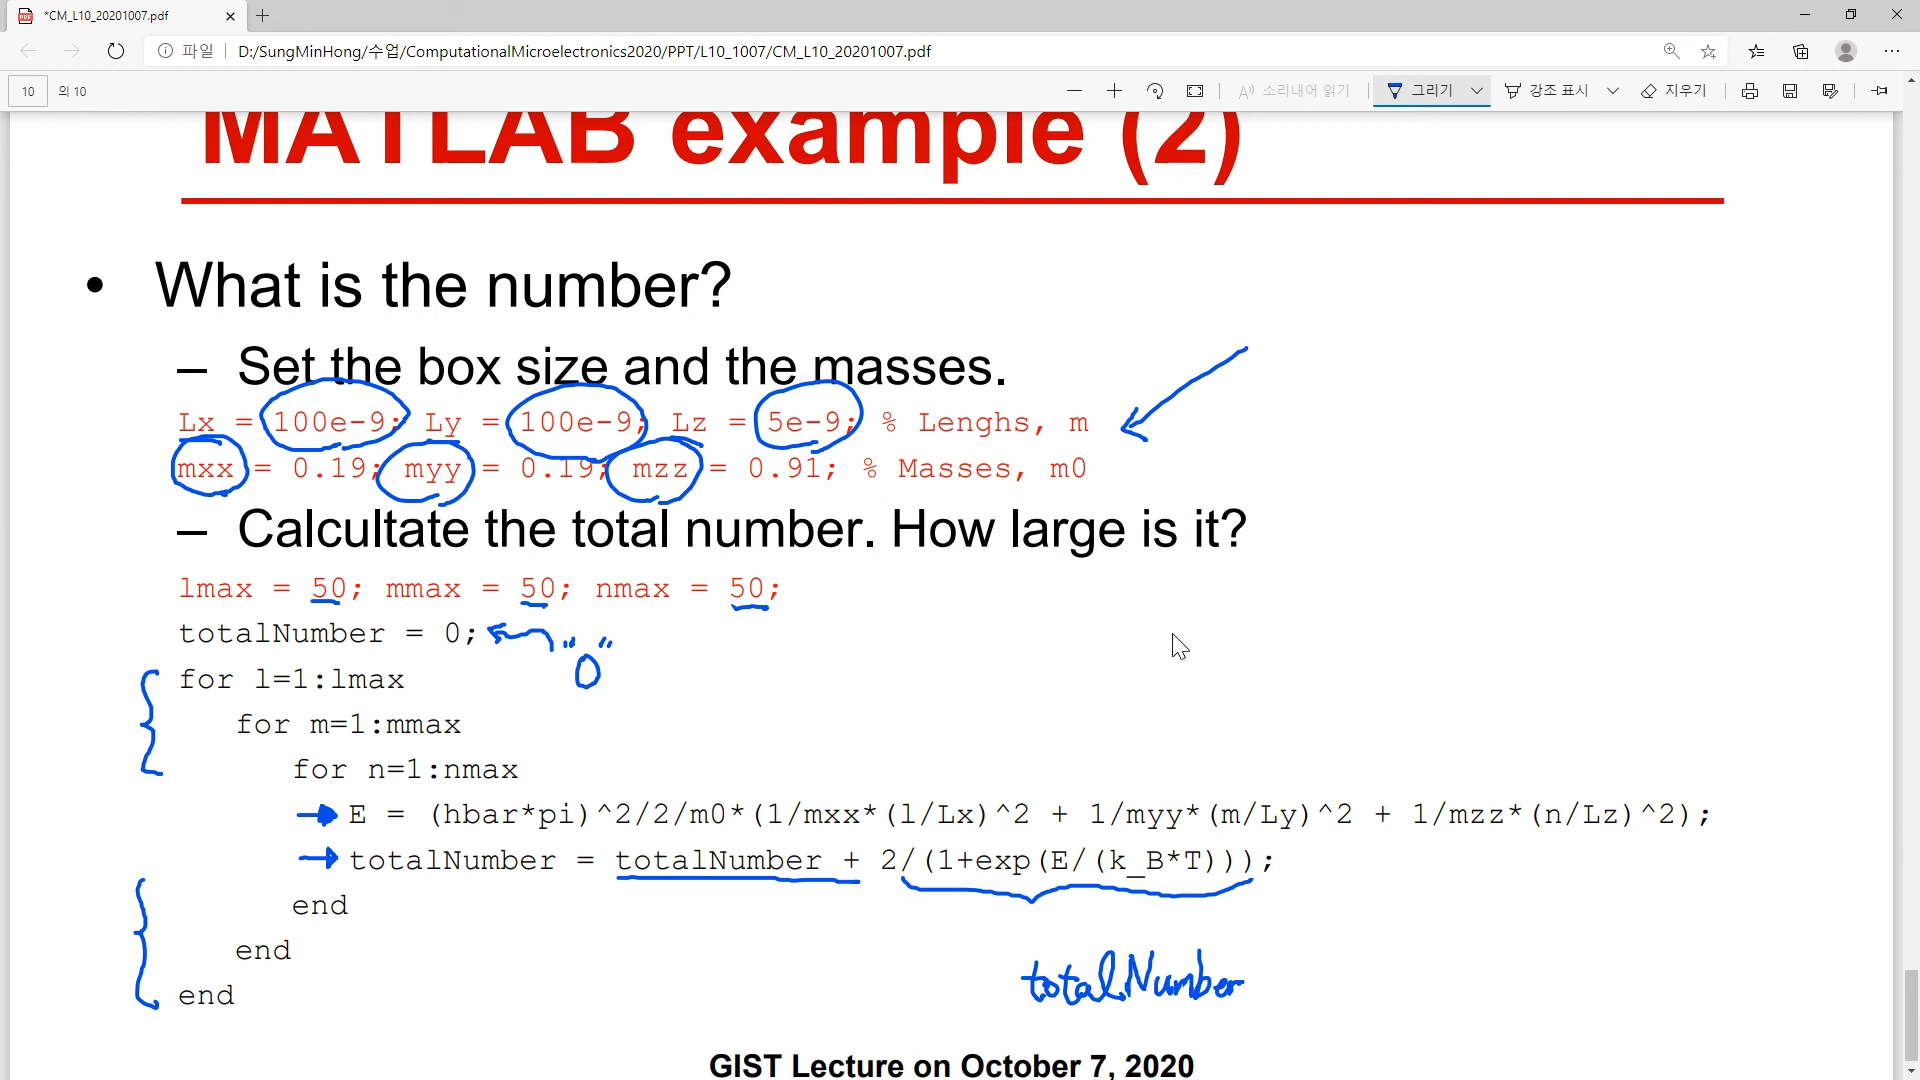 *CM_L10_20201007.pdf
파일 D:/SungMinHong/수업/ComputationalMicroelectronics2020/PPT/L10_1007/CM_L10_20201007.pdf
10 의 10 소리내어 읽기 그리기 강조 표시 지우기
MATLAB example (2)
• What is the number?
– Set the box size and the masses.
Lx = 100e-9; Ly = 100e-9; Lz = 5e-9; % Lenghs, m
mxx = 0.19; myy = 0.19; mzz = 0.91; % Masses, m0
– Calcultate the total number. How large is it?
lmax = 50; mmax = 50; nmax = 50;
totalNumber = 0;
"0"
for l=1:lmax
for m=1:mmax
for n=1:nmax
E = (hbar*pi)^2/2/m0*(1/mxx*(l/Lx)^2 + 1/myy*(m/Ly)^2 + 1/mzz*(n/Lz)^2);
totalNumber = totalNumber + 2/(1+exp(E/(k_B*T)));
end
end
end
totalNumber
GIST Lecture on October 7, 2020